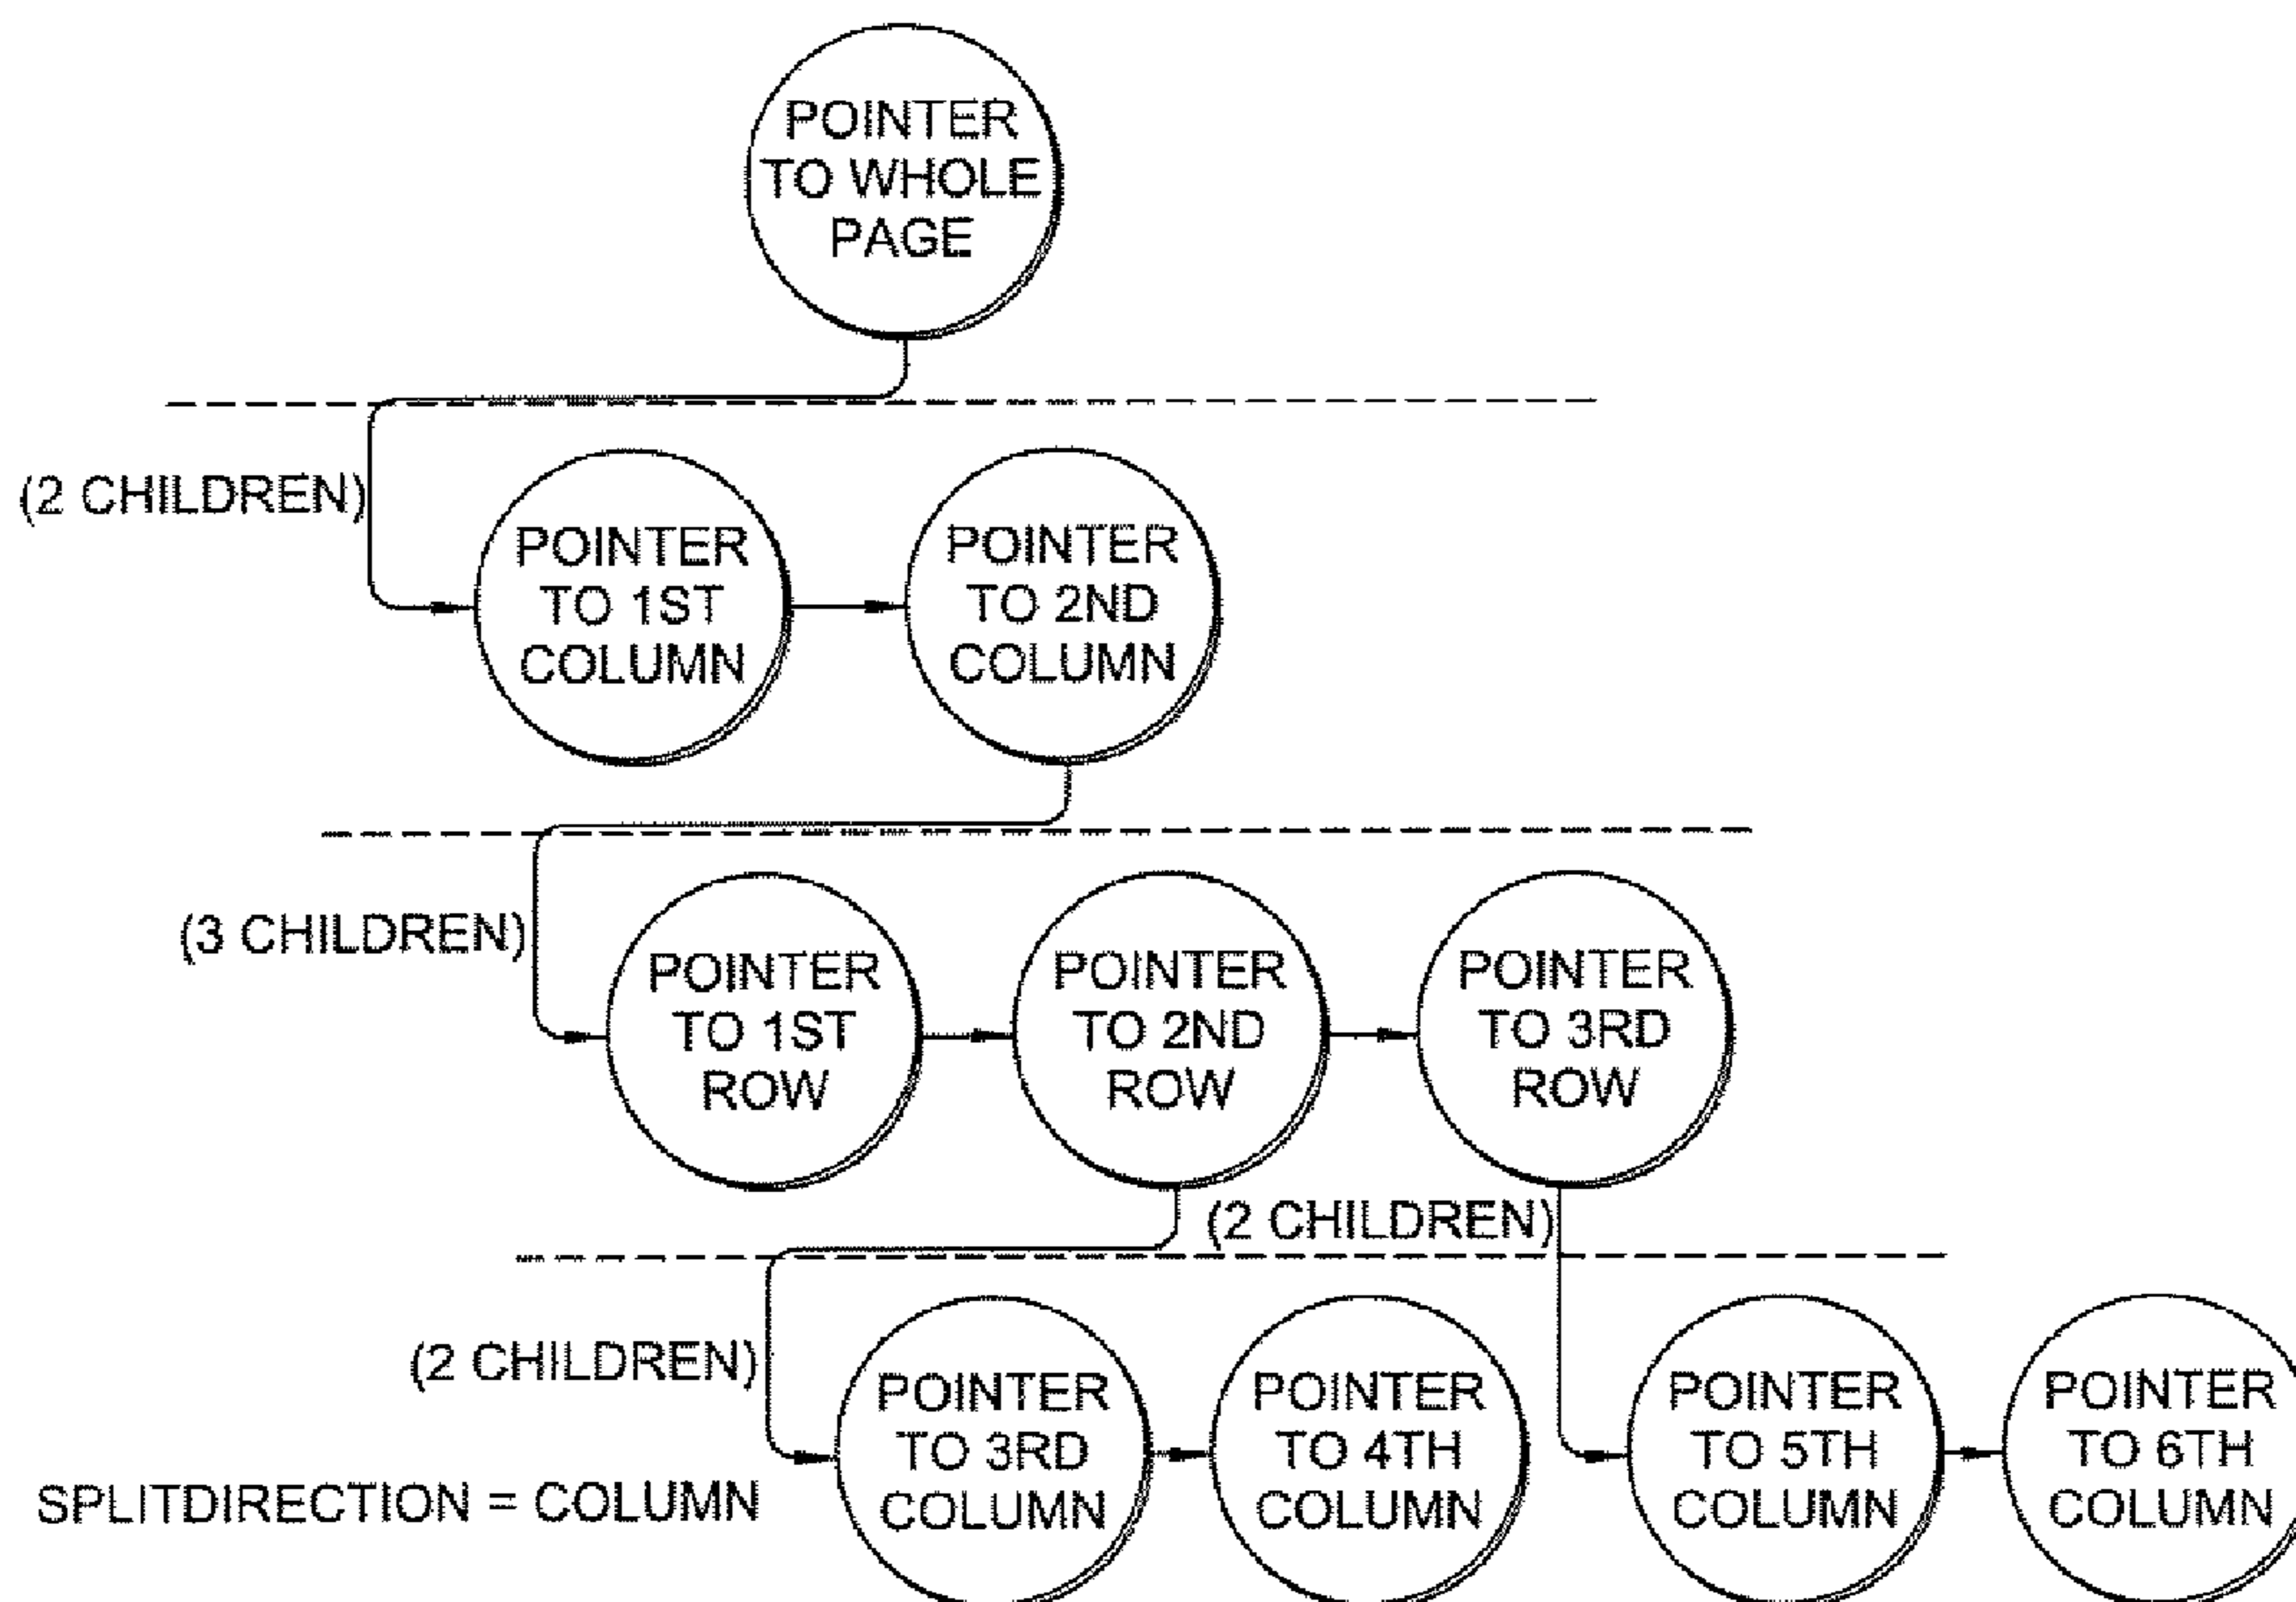 POINTER
TO WHOLE
PAGE
(2 CHILDREN)
POINTER
TO 1ST
COLUMN
POINTER
TO 2ND
COLUMN
(3 CHILDREN)
POINTER
TO 1ST
ROW
POINTER
TO 2ND
ROW
POINTER
TO 3RD
ROW
(2 CHILDREN)
(2 CHILDREN)
POINTER
TO 3RD
COLUMN
POINTER
TO 4TH
COLUMN
POINTER
TO 5TH
COLUMN
POINTER
TO 6TH
COLUMN
SPLITDIRECTION = COLUMN